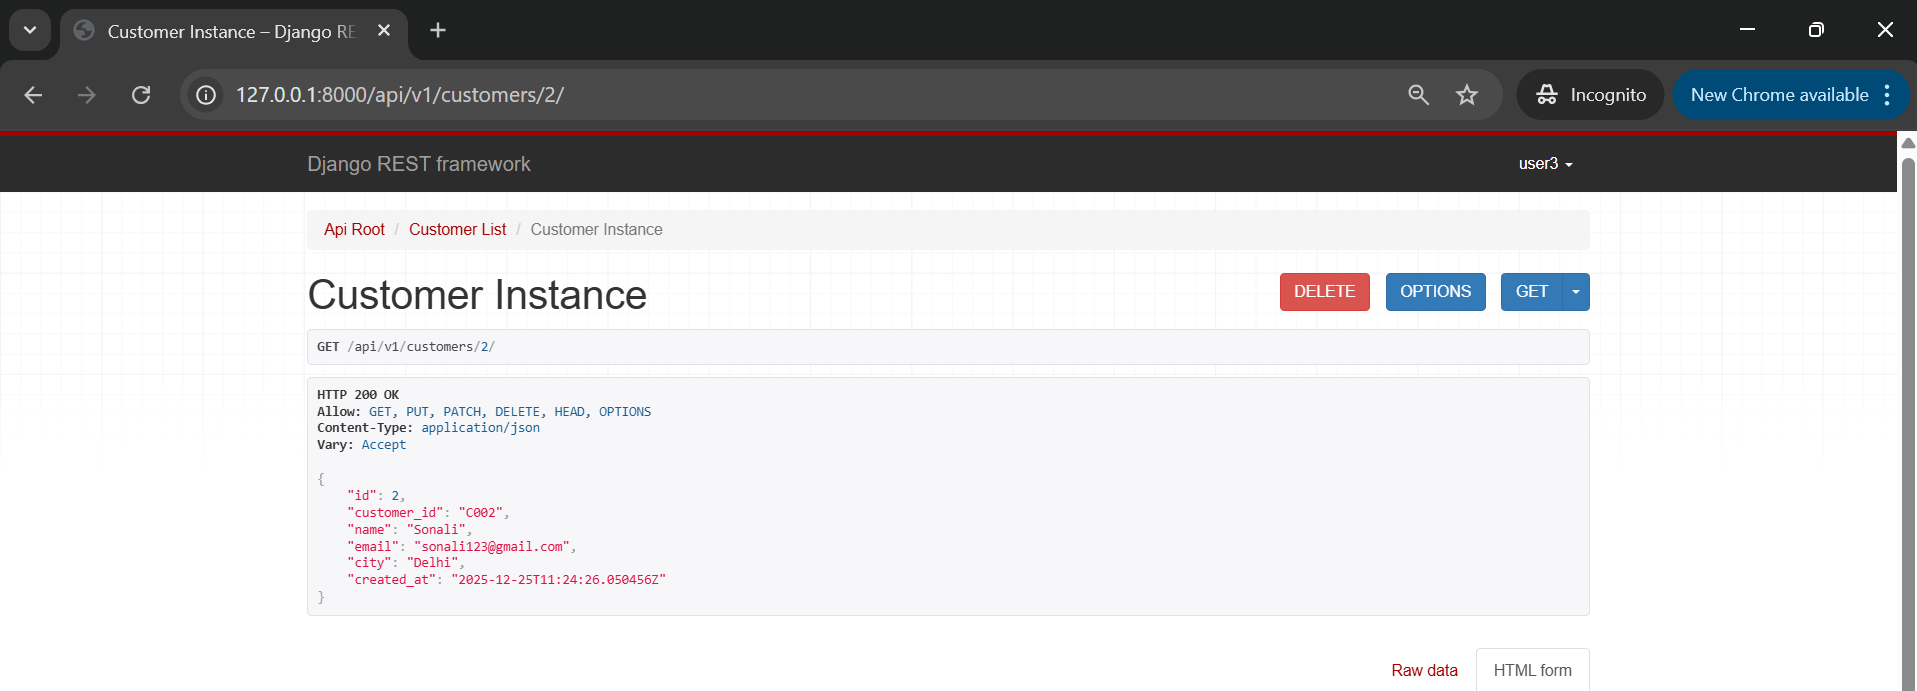 Customer Instance – Django RE
127.0.0.1:8000/api/v1/customers/2/
Incognito
New Chrome available
Django REST framework
user3
Api Root / Customer List / Customer Instance
Customer Instance
DELETE
OPTIONS
GET
GET /api/v1/customers/2/
HTTP 200 OK
Allow: GET, PUT, PATCH, DELETE, HEAD, OPTIONS
Content-Type: application/json
Vary: Accept
{
    "id": 2,
    "customer_id": "C002",
    "name": "Sonali",
    "email": "sonali123@gmail.com",
    "city": "Delhi",
    "created_at": "2025-12-25T11:24:26.050456Z"
}
Raw data
HTML form